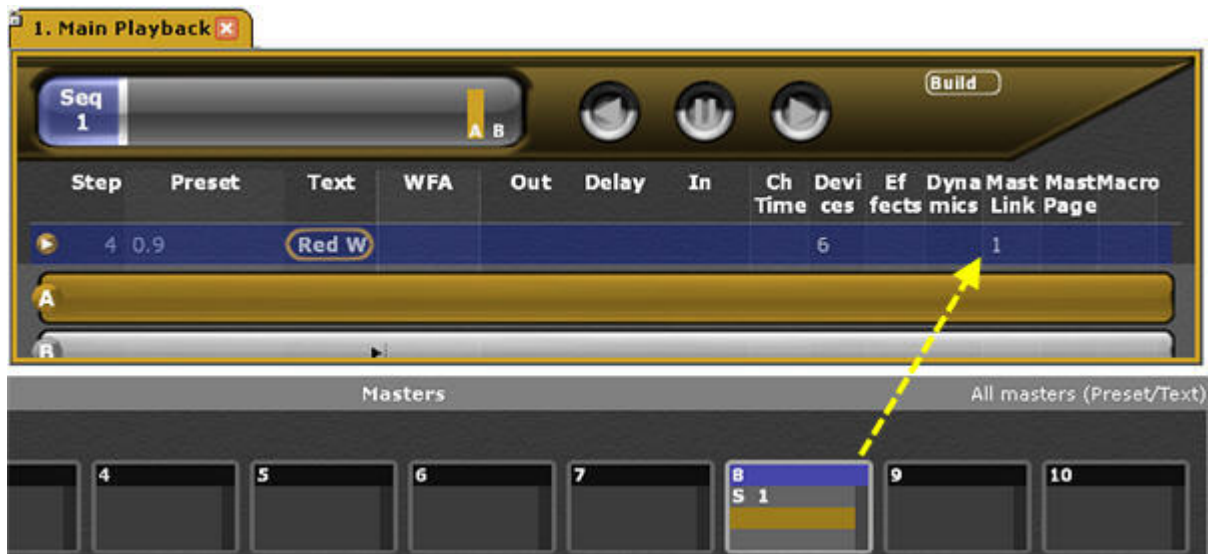 1. Main Playback
Seq
1
A B
Build
Step Preset Text WFA Out Delay In Ch Time Devi ces Ef fects Dyna mics Mast Link Mast Page Macro
4 0.9 Red W 6 1
A
B
Masters All masters (Preset/Text)
4 5 6 7 8 9 10
S 1